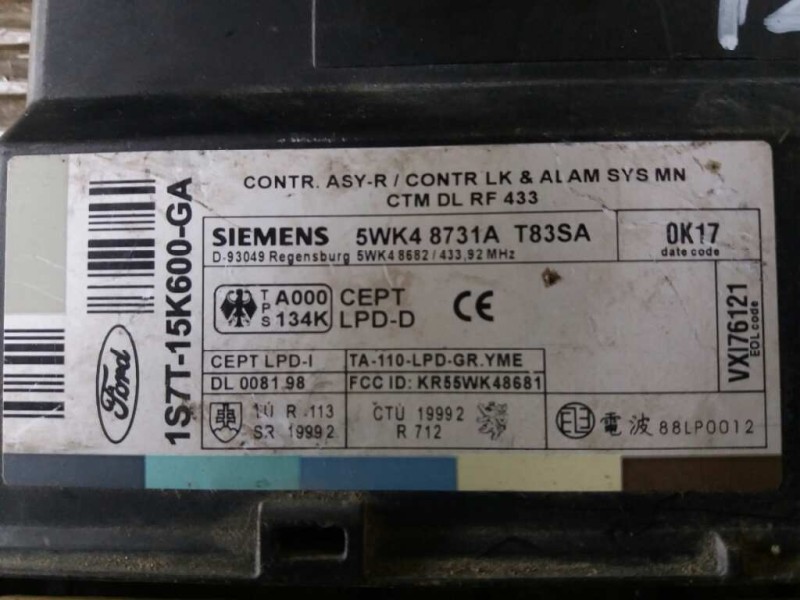 CONTR. ASY-R / CONTR LK & ALAM SYS MN
CTM DL RF 433
1S7T-15K600-GA
Ford
SIEMENS 5WK4 8731A T83SA
D-93049 Regensburg 5WK4 8682 / 433,92 MHz
0K17
date code
TPS A000 134K
CEPT
LPD-D
CE
VXI76121
EOL code
CEPT LPD-I
TA-110-LPD-GR.YME
DL 0081 98
FCC ID: KR55WK48681
R 113
SR 19992
CTÚ 19992
R 712
電波 88LP0012